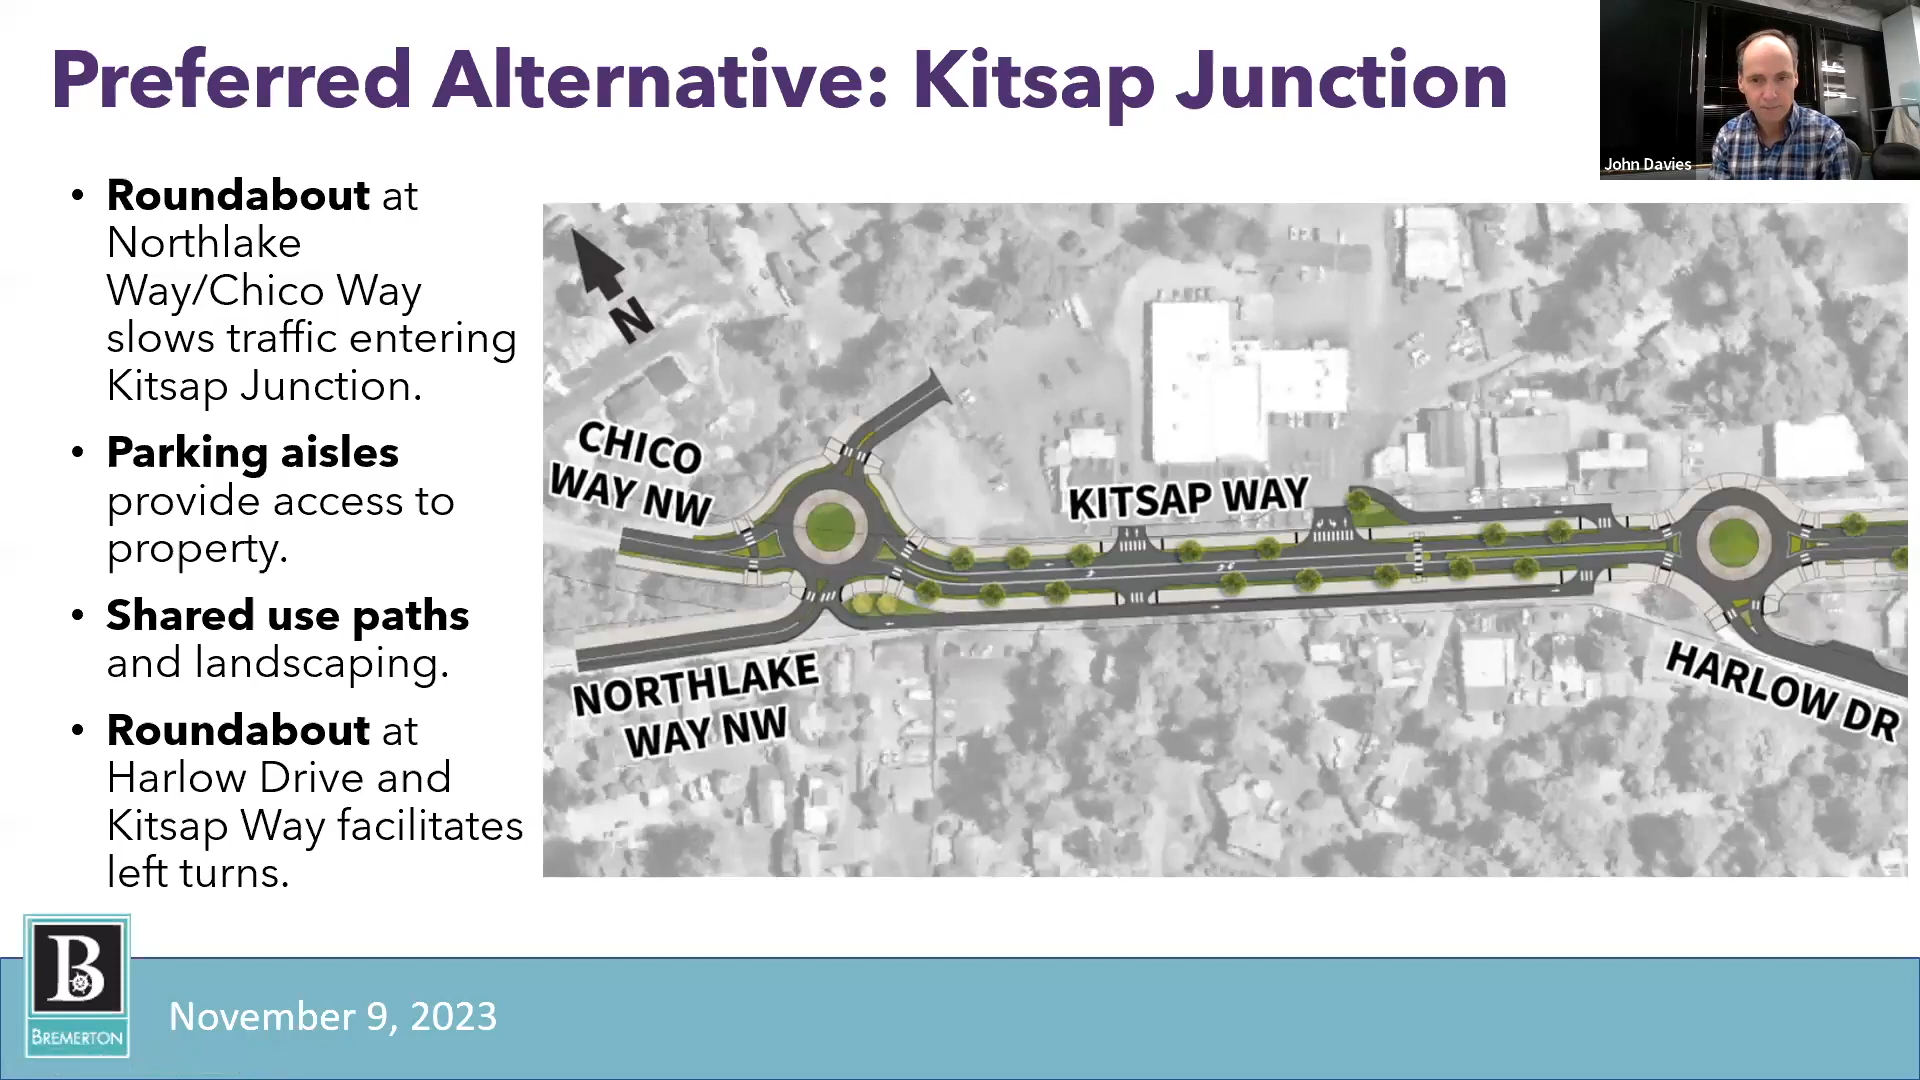 Preferred Alternative: Kitsap Junction
John Davies
• Roundabout at
Northlake
Way/Chico Way
slows traffic entering
Kitsap Junction.
• Parking aisles
provide access to
property.
• Shared use paths
and landscaping.
• Roundabout at
Harlow Drive and
Kitsap Way facilitates
left turns.
N
CHICO
WAY NW
KITSAP WAY
NORTHLAKE
WAY NW
HARLOW DR
B
BREMERTON
November 9, 2023